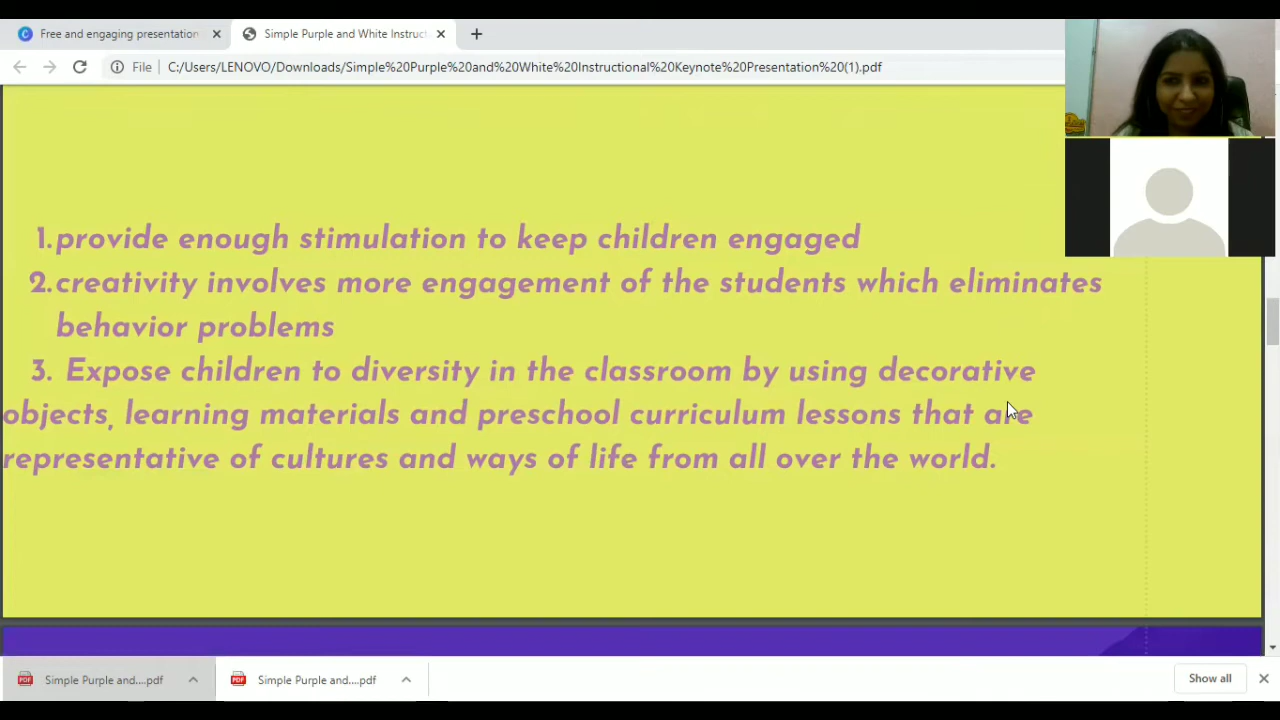 Free and engaging presentation
Simple Purple and White Instruc
File
C:/Users/LENOVO/Downloads/Simple%20Purple%20and%20White%20Instructional%20Keynote%20Presentation%20(1).pdf
1. provide enough stimulation to keep children engaged
2. creativity involves more engagement of the students which eliminates
behavior problems
3. Expose children to diversity in the classroom by using decorative
objects, learning materials and preschool curriculum lessons that are
representative of cultures and ways of life from all over the world.
PDF Simple Purple and....pdf
PDF Simple Purple and....pdf
Show all